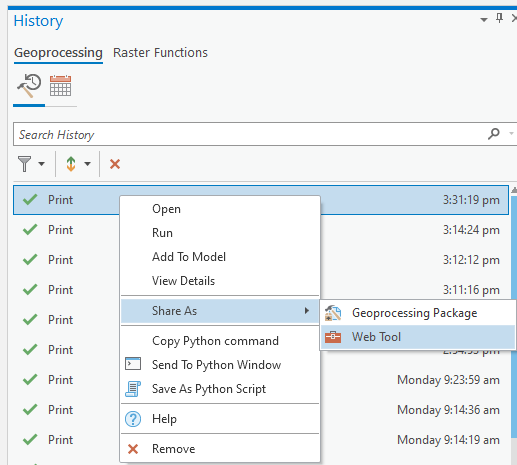 History
Geoprocessing Raster Functions
Search History
Print 3:31:19 pm
Open
Print 3:14:24 pm
Run
Print 3:12:12 pm
Add To Model
View Details
Print 3:11:16 pm
Share As
Geoprocessing Package
Print
Web Tool
Copy Python command
Print
Send To Python Window
Print Monday 9:23:59 am
Save As Python Script
Print Monday 9:14:36 am
Help
Print Monday 9:14:19 am
Remove